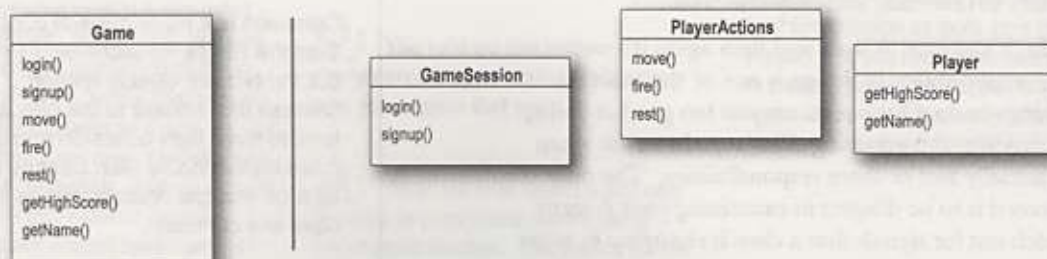 Game
login()
signup()
move()
fire()
rest()
getHighScore()
getName()
GameSession
login()
signup()
PlayerActions
move()
fire()
rest()
Player
getHighScore()
getName()